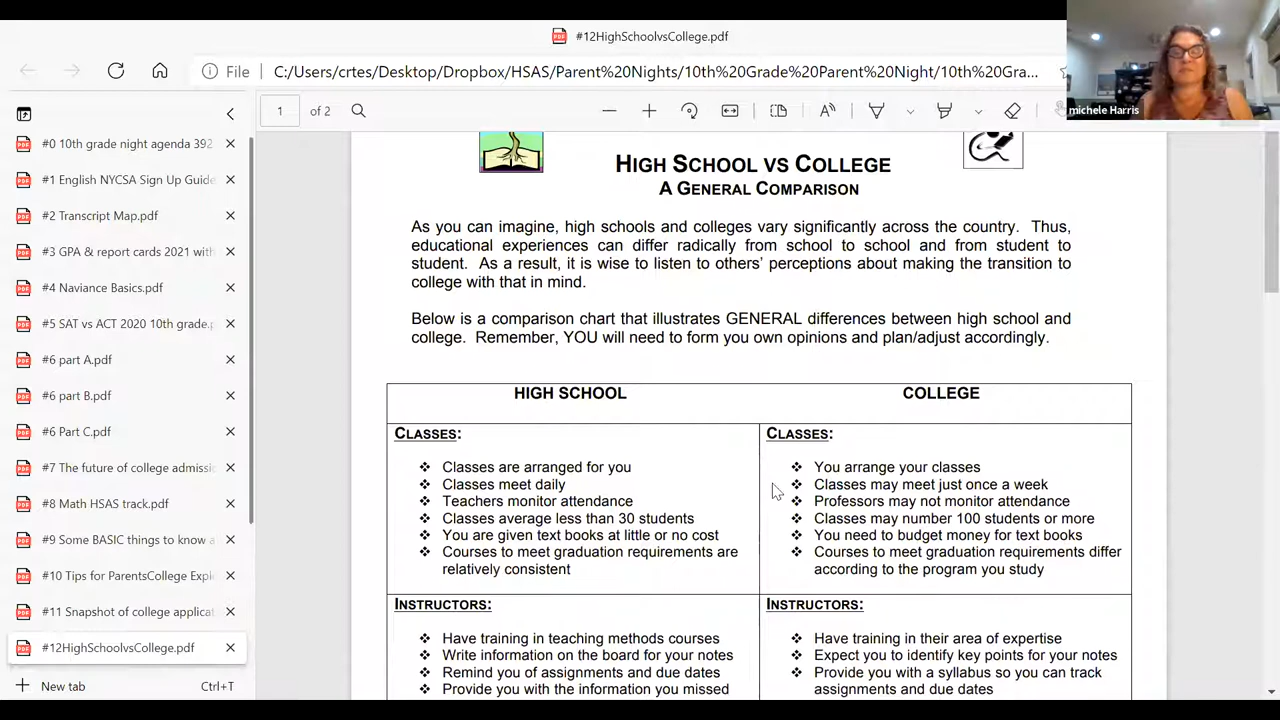 #12HighSchoolvsCollege.pdf
File
C:/Users/crtes/Desktop/Dropbox/HSAS/Parent%20Nights/10th%20Grade%20Parent%20Night/10th%20Gra...
michele Harris
1 of 2
#0 10th grade night agenda 392
#1 English NYCSA Sign Up Guide
#2 Transcript Map.pdf
#3 GPA & report cards 2021 with
#4 Naviance Basics.pdf
#5 SAT vs ACT 2020 10th grade.p
#6 part A.pdf
#6 part B.pdf
#6 Part C.pdf
#7 The future of college admissi
#8 Math HSAS track.pdf
#9 Some BASIC things to know a
#10 Tips for ParentsCollege Expl
#11 Snapshot of college applicat
#12HighSchoolvsCollege.pdf
New tab Ctrl+T
HIGH SCHOOL VS COLLEGE
A GENERAL COMPARISON
As you can imagine, high schools and colleges vary significantly across the country. Thus,
educational experiences can differ radically from school to school and from student to
student. As a result, it is wise to listen to others' perceptions about making the transition to
college with that in mind.
Below is a comparison chart that illustrates GENERAL differences between high school and
college. Remember, YOU will need to form you own opinions and plan/adjust accordingly.
HIGH SCHOOL
CLASSES:
❖ Classes are arranged for you
❖ Classes meet daily
❖ Teachers monitor attendance
❖ Classes average less than 30 students
❖ You are given text books at little or no cost
❖ Courses to meet graduation requirements are
relatively consistent
INSTRUCTORS:
❖ Have training in teaching methods courses
❖ Write information on the board for your notes
❖ Remind you of assignments and due dates
❖ Provide you with the information you missed
COLLEGE
CLASSES:
❖ You arrange your classes
❖ Classes may meet just once a week
❖ Professors may not monitor attendance
❖ Classes may number 100 students or more
❖ You need to budget money for text books
❖ Courses to meet graduation requirements differ
according to the program you study
INSTRUCTORS:
❖ Have training in their area of expertise
❖ Expect you to identify key points for your notes
❖ Provide you with a syllabus so you can track
assignments and due dates